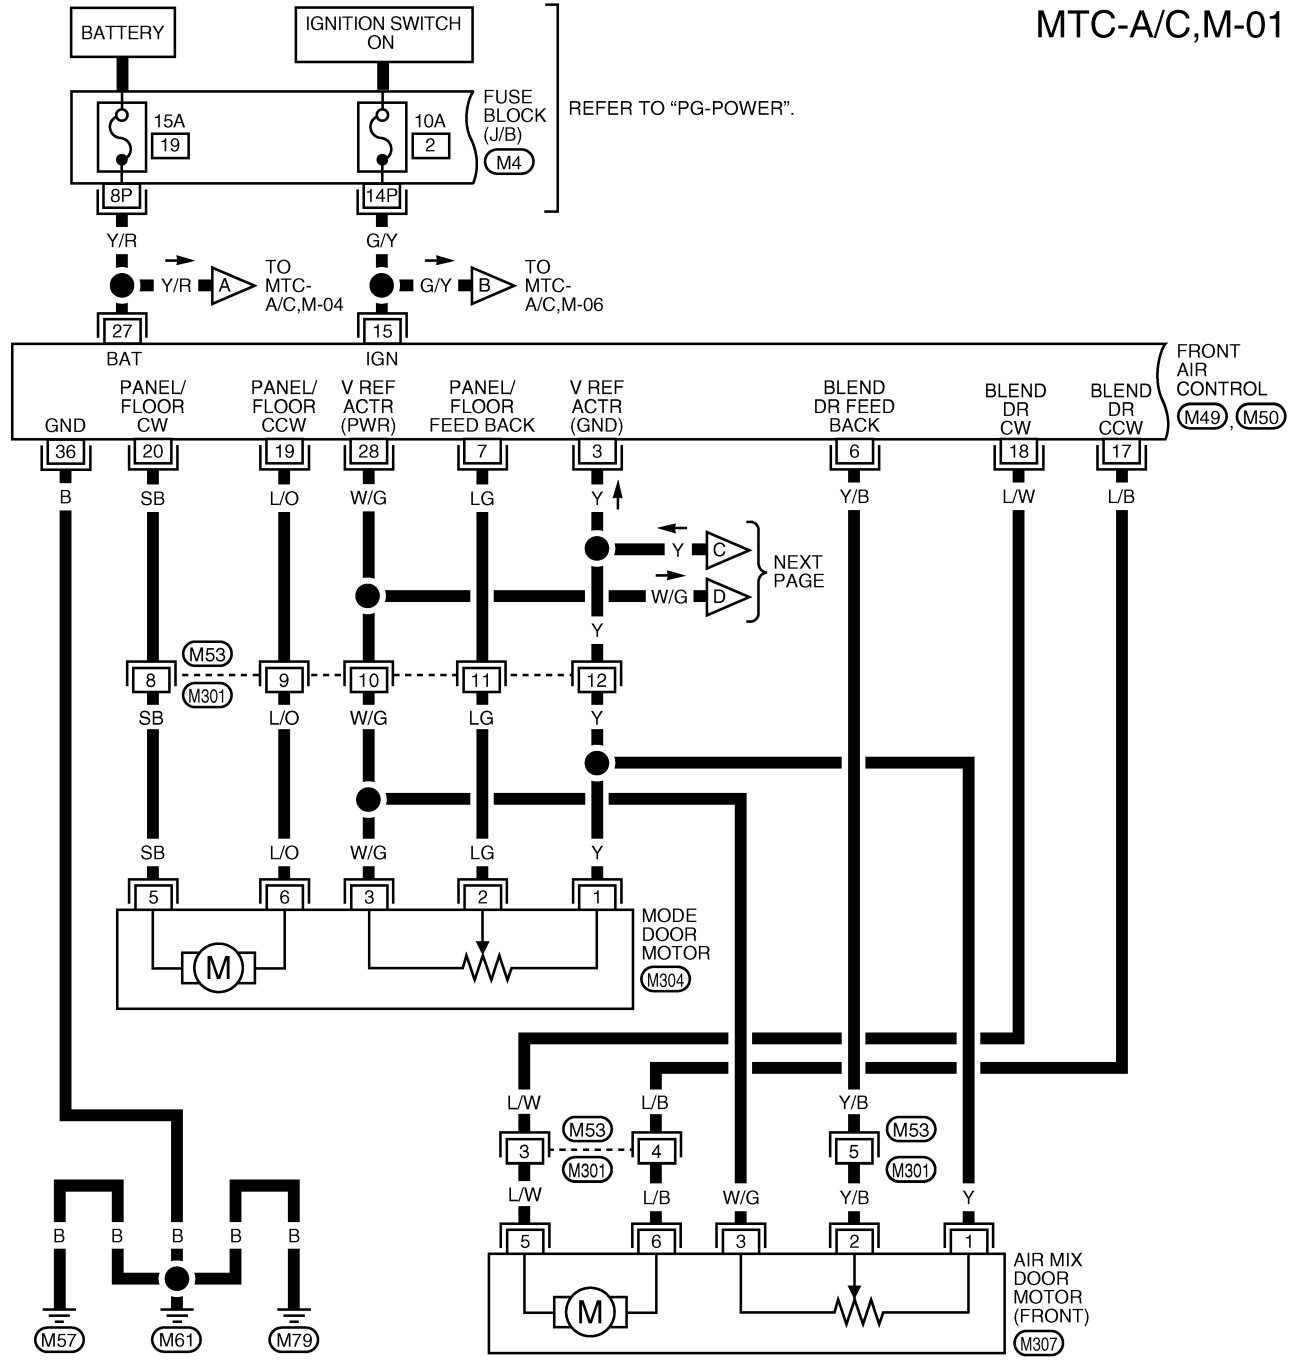 MTC-A/C,M-01
BATTERY
IGNITION SWITCH
ON
FUSE
BLOCK
(J/B)
M4
REFER TO “PG-POWER”.
15A
19
10A
2
8P
14P
Y/R
G/Y
Y/R
A
TO
MTC-
A/C,M-04
G/Y
B
TO
MTC-
A/C,M-06
27
15
BAT
IGN
FRONT
AIR
CONTROL
M49 , M50
GND
PANEL/
FLOOR
CW
PANEL/
FLOOR
CCW
V REF
ACTR
(PWR)
PANEL/
FLOOR
FEED BACK
V REF
ACTR
(GND)
BLEND
DR FEED
BACK
BLEND
DR
CW
BLEND
DR
CCW
36
20
19
28
7
3
6
18
17
B
SB
L/O
W/G
LG
Y
Y/B
L/W
L/B
Y
C
W/G
D
NEXT
PAGE
Y
M53
8
9
10
11
12
M301
SB
L/O
W/G
LG
Y
SB
L/O
W/G
LG
Y
5
6
3
2
1
M
MODE
DOOR
MOTOR
M304
L/W
L/B
Y/B
M53
M53
3
4
5
M301
M301
L/W
L/B
W/G
Y/B
Y
B
B
B
B
B
5
6
3
2
1
M
AIR MIX
DOOR
MOTOR
(FRONT)
M307
M57
M61
M79